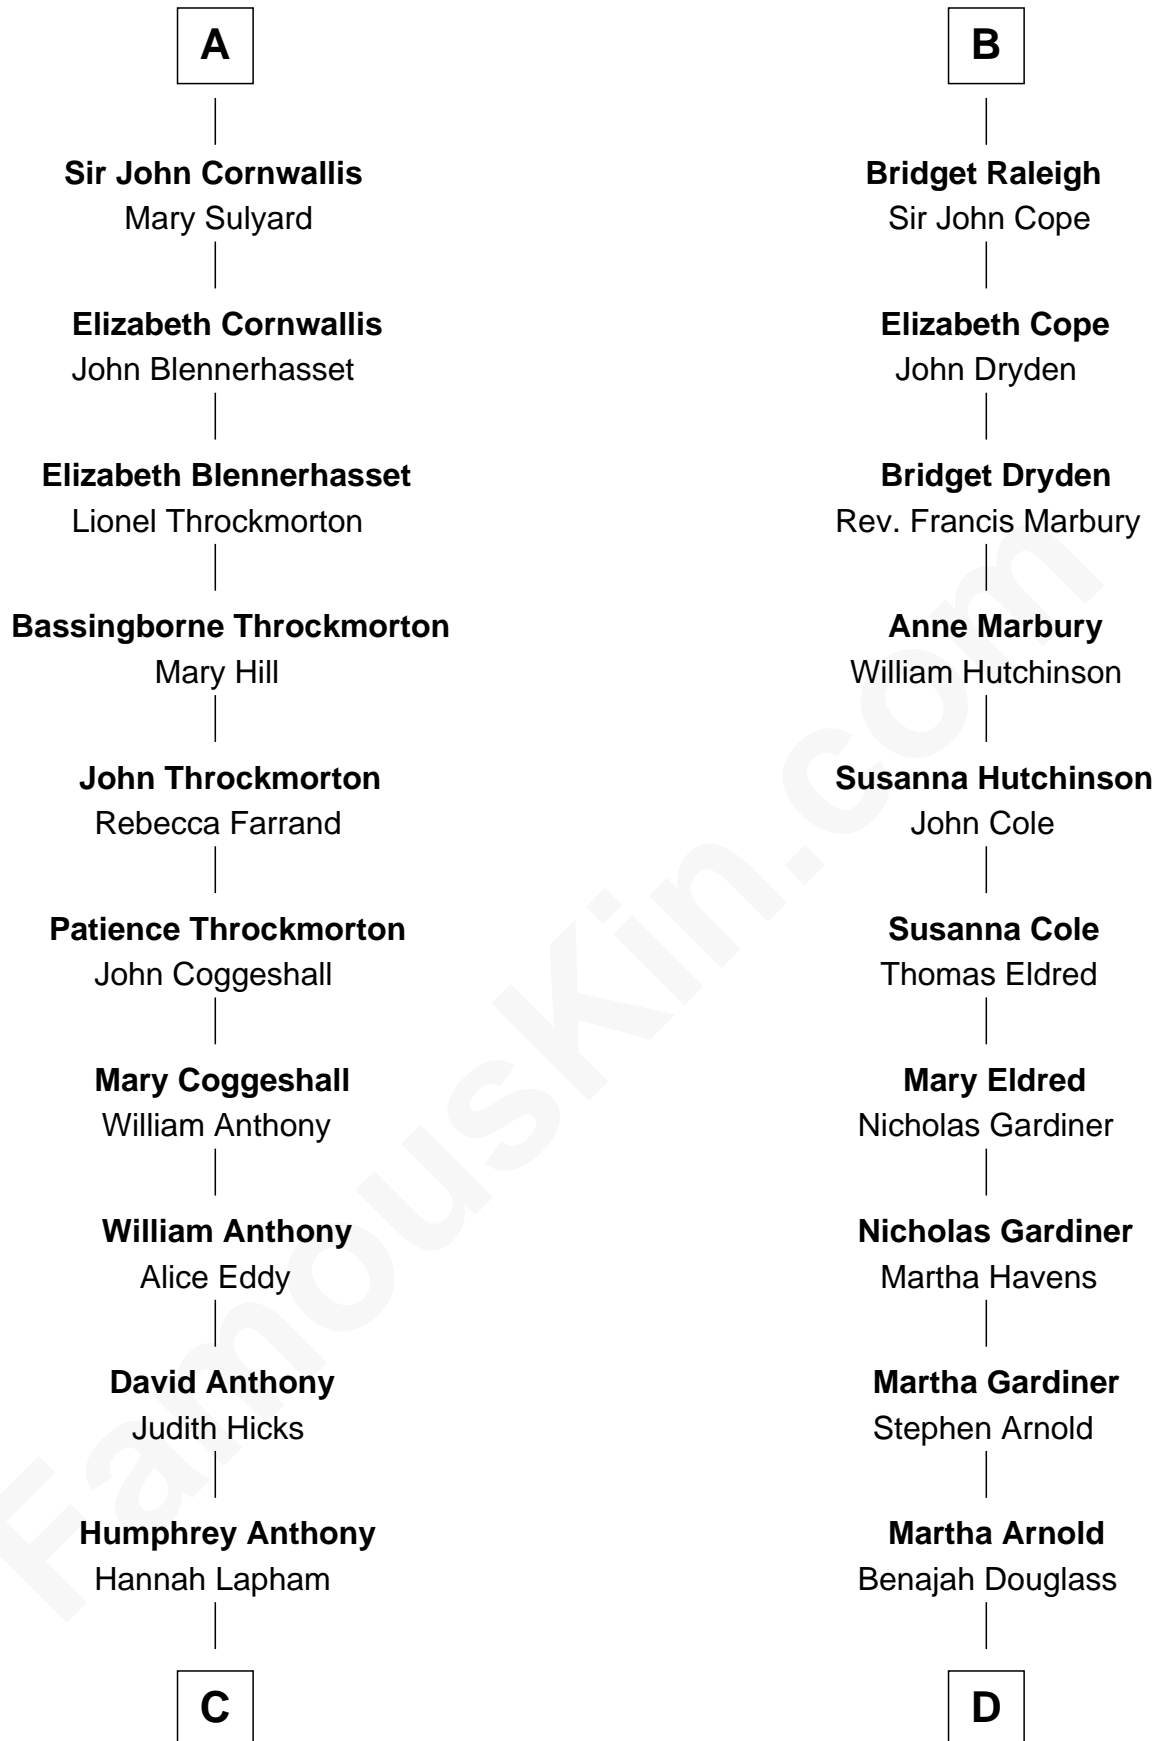 A
Sir John Cornwallis
Mary Sulyard
Elizabeth Cornwallis
John Blennerhasset
Elizabeth Blennerhasset
Lionel Throckmorton
Bassingborne Throckmorton
Mary Hill
John Throckmorton
Rebecca Farrand
Patience Throckmorton
John Coggeshall
Mary Coggeshall
William Anthony
William Anthony
Alice Eddy
David Anthony
Judith Hicks
Humphrey Anthony
Hannah Lapham
C
B
Bridget Raleigh
Sir John Cope
Elizabeth Cope
John Dryden
Bridget Dryden
Rev. Francis Marbury
Anne Marbury
William Hutchinson
Susanna Hutchinson
John Cole
Susanna Cole
Thomas Eldred
Mary Eldred
Nicholas Gardiner
Nicholas Gardiner
Martha Havens
Martha Gardiner
Stephen Arnold
Martha Arnold
Benajah Douglass
D
FamousKin.com